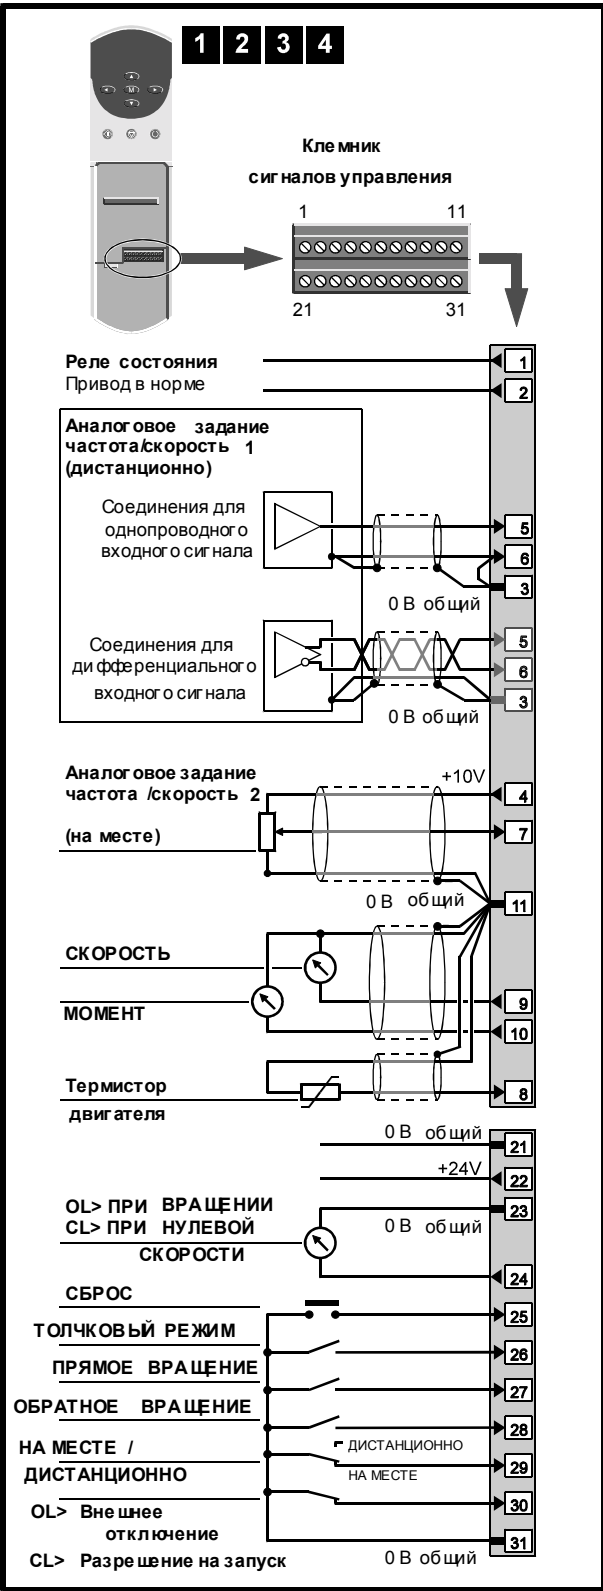 1 2 3 4
M
Клемник
сигналов управления
1 11
21 31
Реле состояния
Привод в норме
1
2
Аналоговое задание
частота/скорость 1
(дистанционно)
Соединения для
однопроводного
входного сигнала
5
6
3
0 В общий
Соединения для
дифференциального
входного сигнала
5
6
3
0 В общий
Аналоговое задание
частота /скорость 2
(на месте)
+10V
4
7
0 В общий
11
СКОРОСТЬ
МОМЕНТ
9
10
Термистор
двигателя
8
0 В общий
21
+24V
22
OL> ПРИ ВРАЩЕНИИ
CL> ПРИ НУЛЕВОЙ
СКОРОСТИ
23
0 В общий
24
СБРОС
25
ТОЛЧКОВЫЙ РЕЖИМ
26
ПРЯМОЕ ВРАЩЕНИЕ
27
ОБРАТНОЕ ВРАЩЕНИЕ
28
НА МЕСТЕ /
ДИСТАНЦИОННО
ДИСТАНЦИОННО
НА МЕСТЕ
29
30
OL> Внешнее
отключение
CL> Разрешение на запуск
31
0 В общий